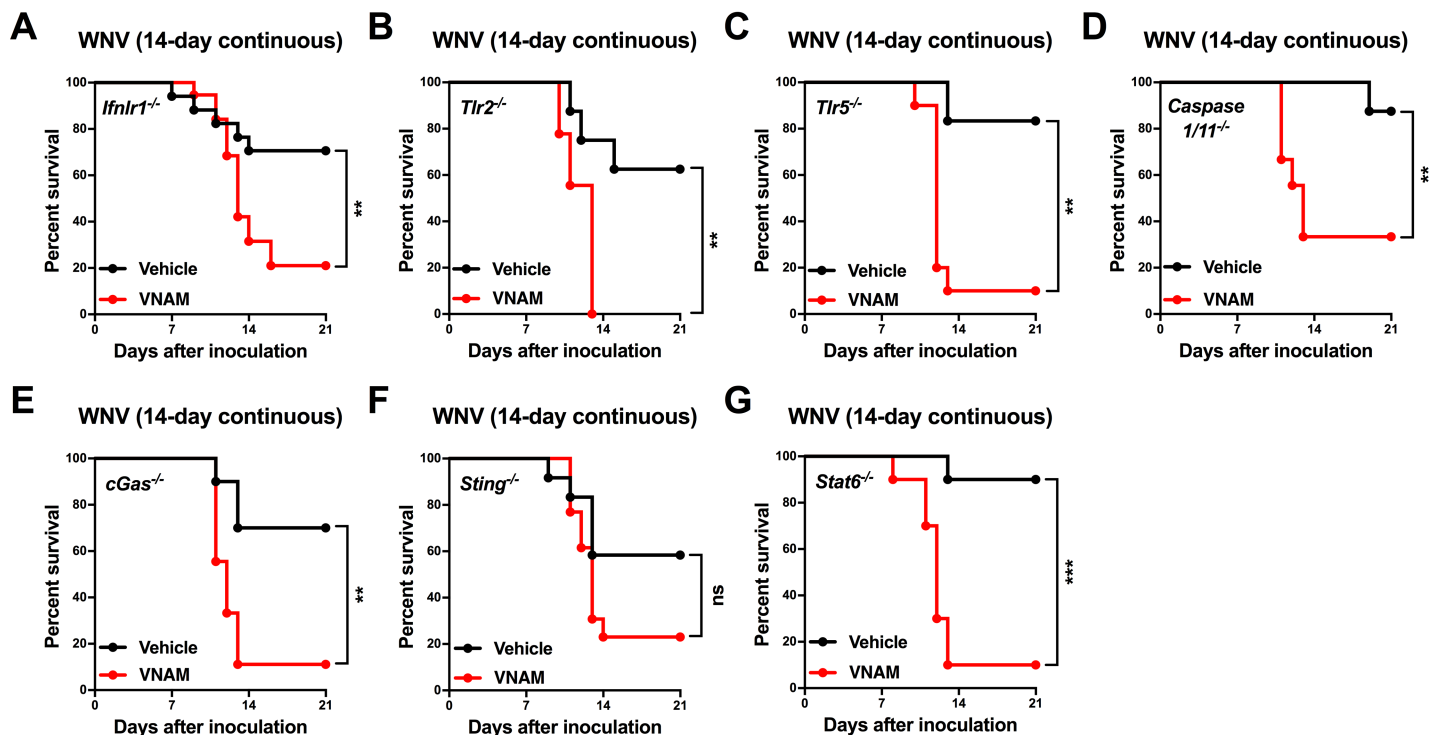 A
WNV (14-day continuous)
Ifnlr1-/-
Percent survival
100
80
60
40
20
0
0 7 14 21
Days after inoculation
Vehicle
VNAM
**
B
WNV (14-day continuous)
Tlr2-/-
Percent survival
100
80
60
40
20
0
0 7 14 21
Days after inoculation
Vehicle
VNAM
**
C
WNV (14-day continuous)
Tlr5-/-
Percent survival
100
80
60
40
20
0
0 7 14 21
Days after inoculation
Vehicle
VNAM
**
D
WNV (14-day continuous)
Caspase
1/11-/-
Percent survival
100
80
60
40
20
0
0 7 14 21
Days after inoculation
Vehicle
VNAM
**
E
WNV (14-day continuous)
cGas-/-
Percent survival
100
80
60
40
20
0
0 7 14 21
Days after inoculation
Vehicle
VNAM
**
F
WNV (14-day continuous)
Sting-/-
Percent survival
100
80
60
40
20
0
0 7 14 21
Days after inoculation
Vehicle
VNAM
ns
G
WNV (14-day continuous)
Stat6-/-
Percent survival
100
80
60
40
20
0
0 7 14 21
Days after inoculation
Vehicle
VNAM
***